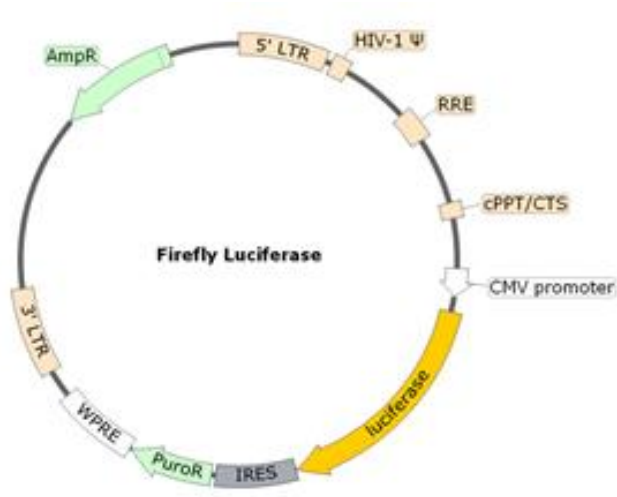 5' LTR
HIV-1 Ψ
AmpR
RRE
cPPT/CTS
Firefly Luciferase
CMV promoter
3' LTR
luciferase
WPRE
PuroR
IRES